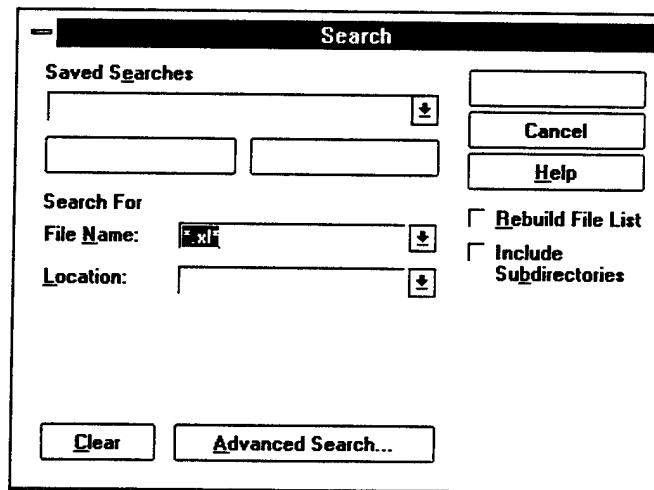 Search
Saved Searches
Cancel
Help
Search For
File Name: *.xl*
Rebuild File List
Include
Subdirectories
Location:
Clear
Advanced Search...